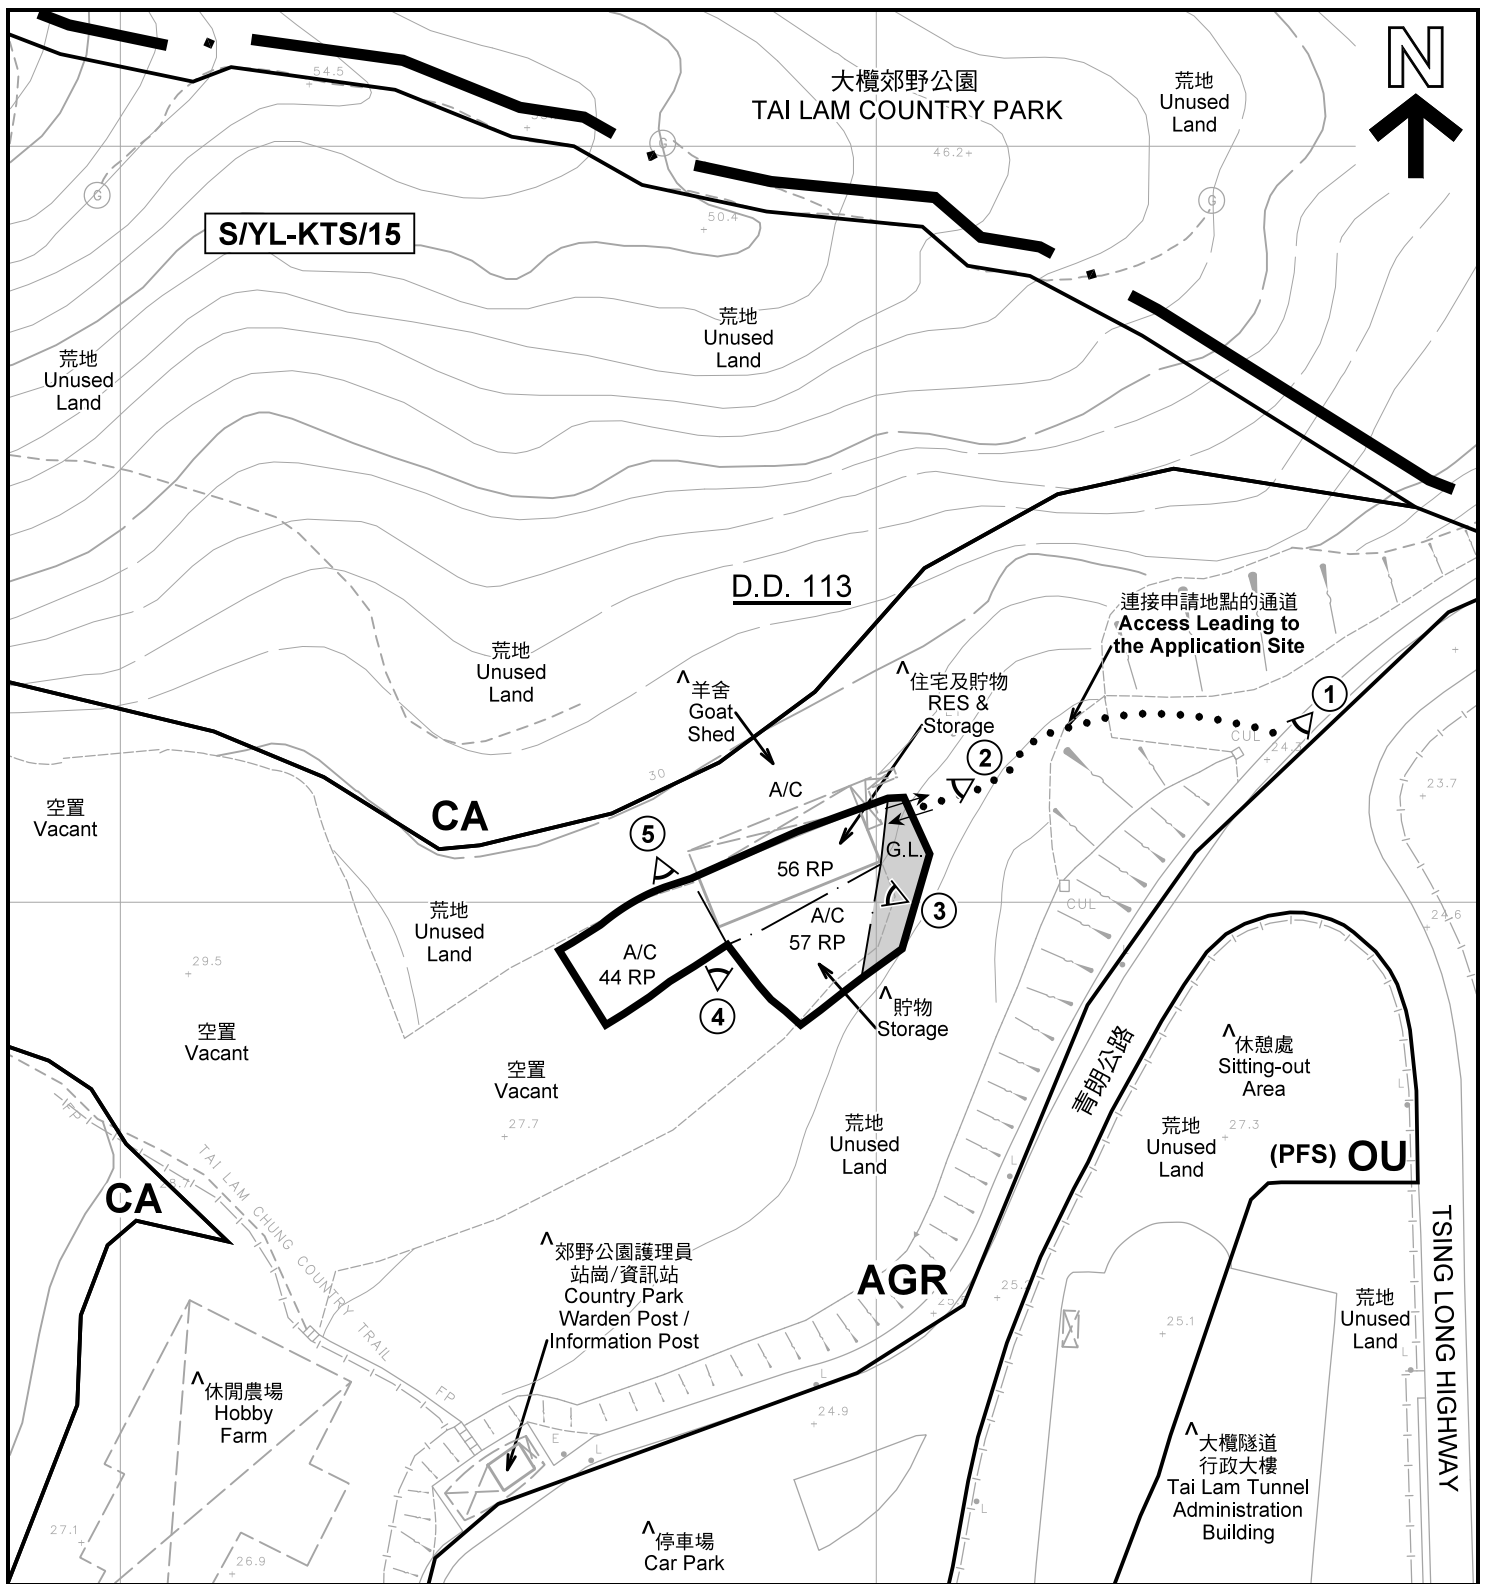 54.5
大欖郊野公園
TAI LAM COUNTRY PARK
荒地
Unused
Land
N
G
46.2
G
G
50.4
S/YL-KTS/15
荒地
Unused
Land
荒地
Unused
Land
D.D. 113
連接申請地點的通道
Access Leading to
the Application Site
荒地
Unused
Land
^羊舍
Goat
Shed
^住宅及貯物
RES &
Storage
1
CUL
24.3
2
30
A/C
23.7
空置
Vacant
CA
5
56 RP
G.L.
CUL
3
24.6
荒地
Unused
Land
A/C
57 RP
A/C
44 RP
29.5
4
^貯物
Storage
空置
Vacant
空置
Vacant
青朗公路
^休憩處
Sitting-out
Area
L
FP
27.7
荒地
Unused
Land
荒地
Unused
Land
27.3
(PFS) OU
TAI LAM CHUNG COUNTRY TRAIL
28.7
CA
L
TSING LONG HIGHWAY
^郊野公園護理員
站崗/資訊站
Country Park
Warden Post /
Information Post
AGR
25.1
荒地
Unused
Land
L
L
^休閒農場
Hobby
Farm
FP
24.9
E
L
^大欖隧道
行政大樓
Tai Lam Tunnel
Administration
Building
L
27.1
26.9
^停車場
Car Park